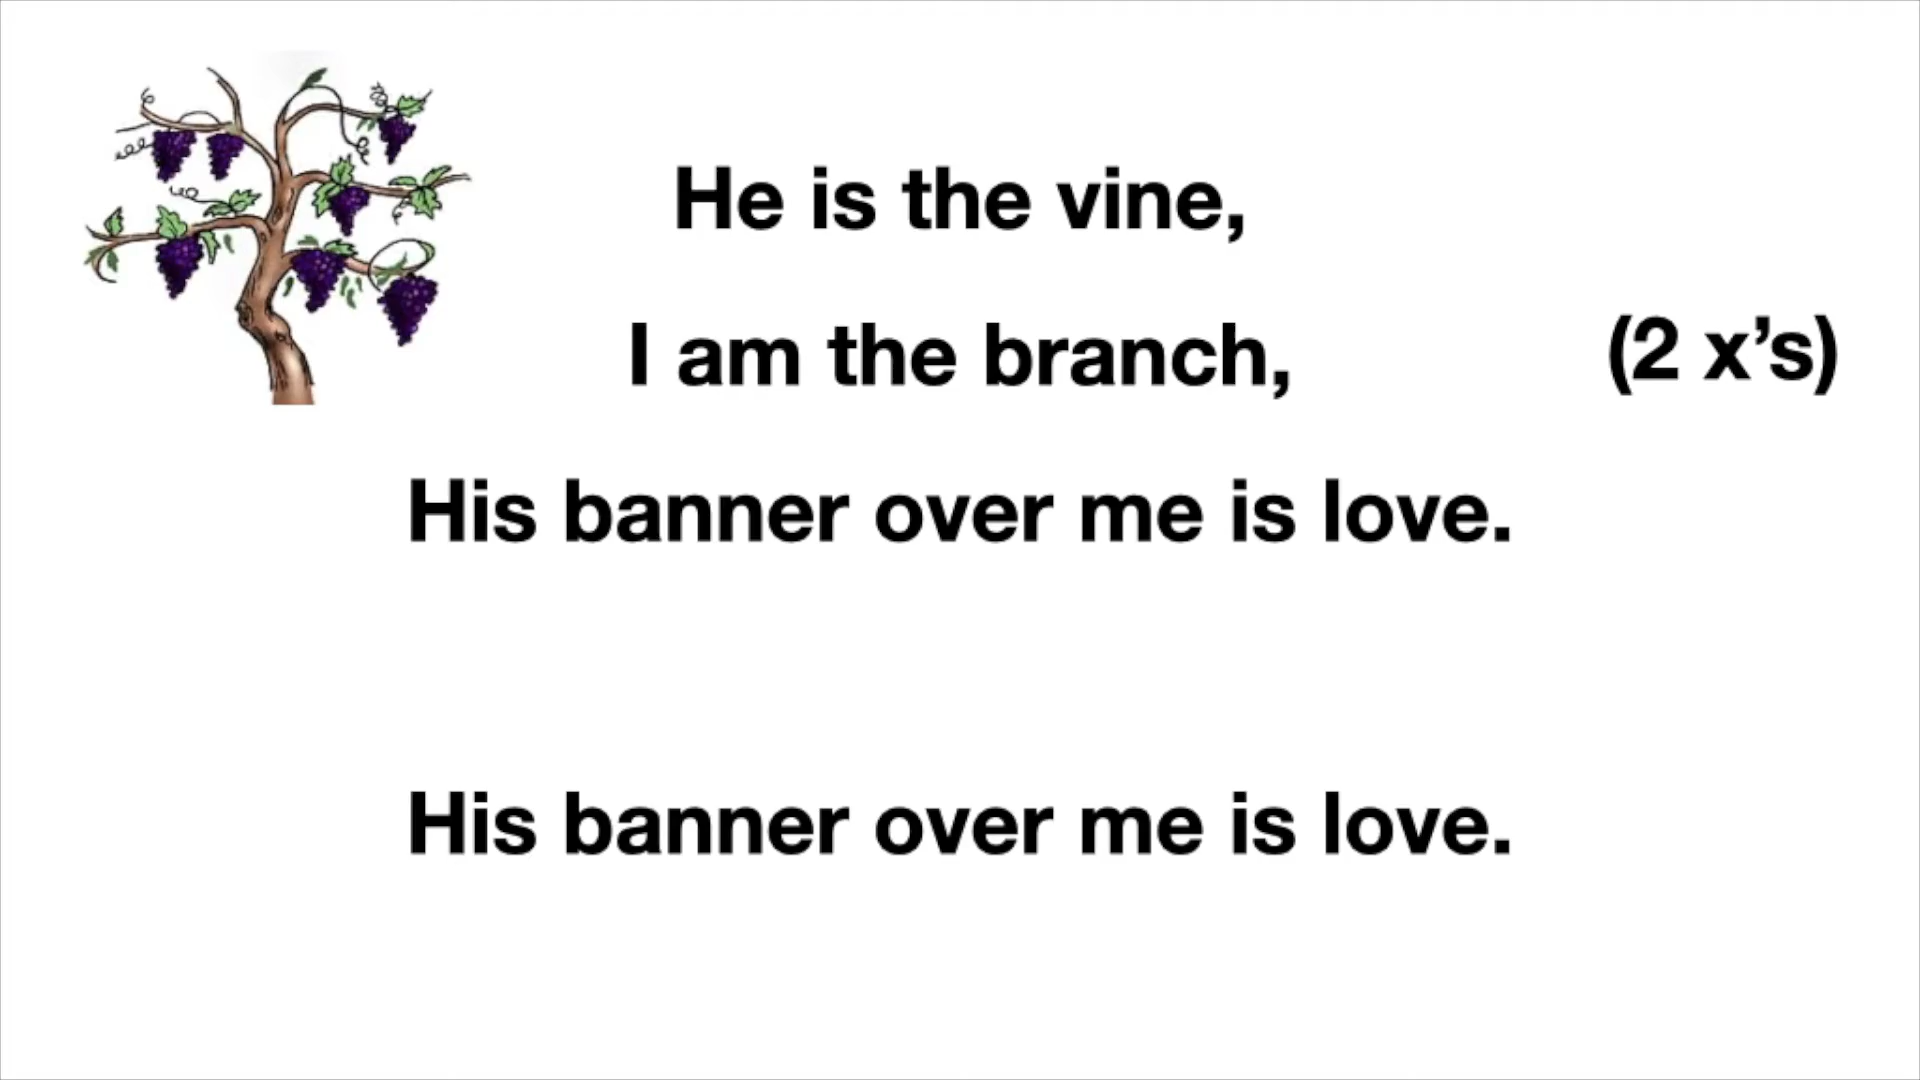 He is the vine,
I am the branch,
(2 x’s)
His banner over me is love.
His banner over me is love.